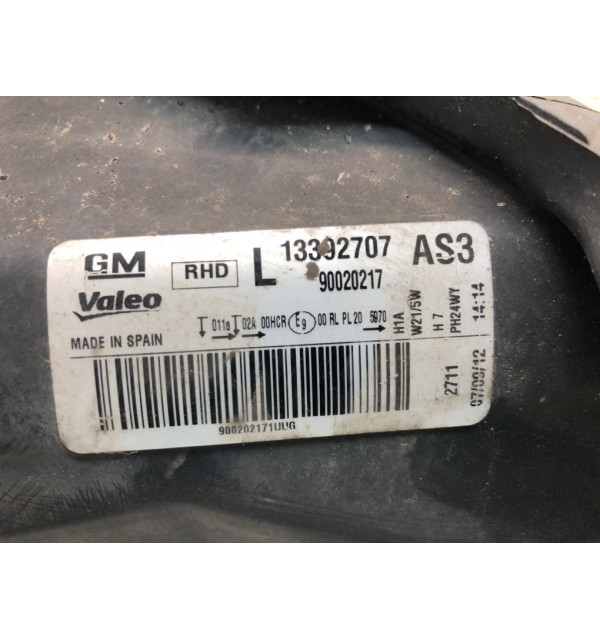 GM RHD L 13392707 AS3
Valeo 90020217
MADE IN SPAIN
011a 02A 00HCR E9 00 RL PL 20 5970
900202171UUG
H1A
W21/5W
H7
PH24WY
2711
07/09/12 14:14